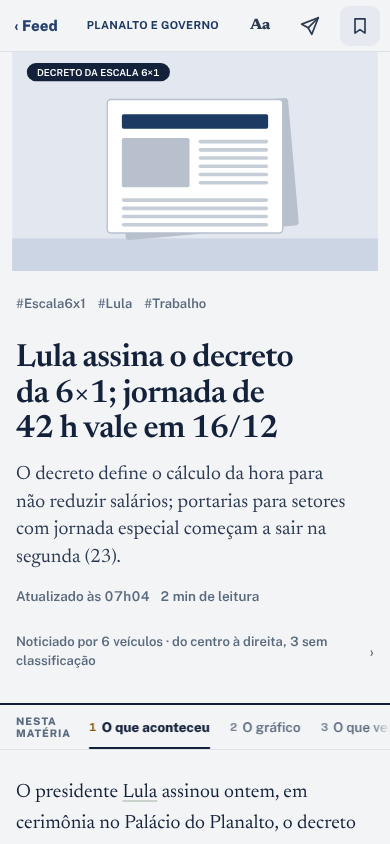 ‹ Feed
PLANALTO E GOVERNO
Aa
DECRETO DA ESCALA 6×1
#Escala6x1 #Lula #Trabalho
Lula assina o decreto
da 6×1; jornada de
42 h vale em 16/12
O decreto define o cálculo da hora para
não reduzir salários; portarias para setores
com jornada especial começam a sair na
segunda (23).
Atualizado às 07h04 2 min de leitura
Noticiado por 6 veículos · do centro à direita, 3 sem
classificação ›
NESTA
MATÉRIA
1 O que aconteceu 2 O gráfico 3 O que
O presidente Lula assinou ontem, em
cerimônia no Palácio do Planalto, o decreto